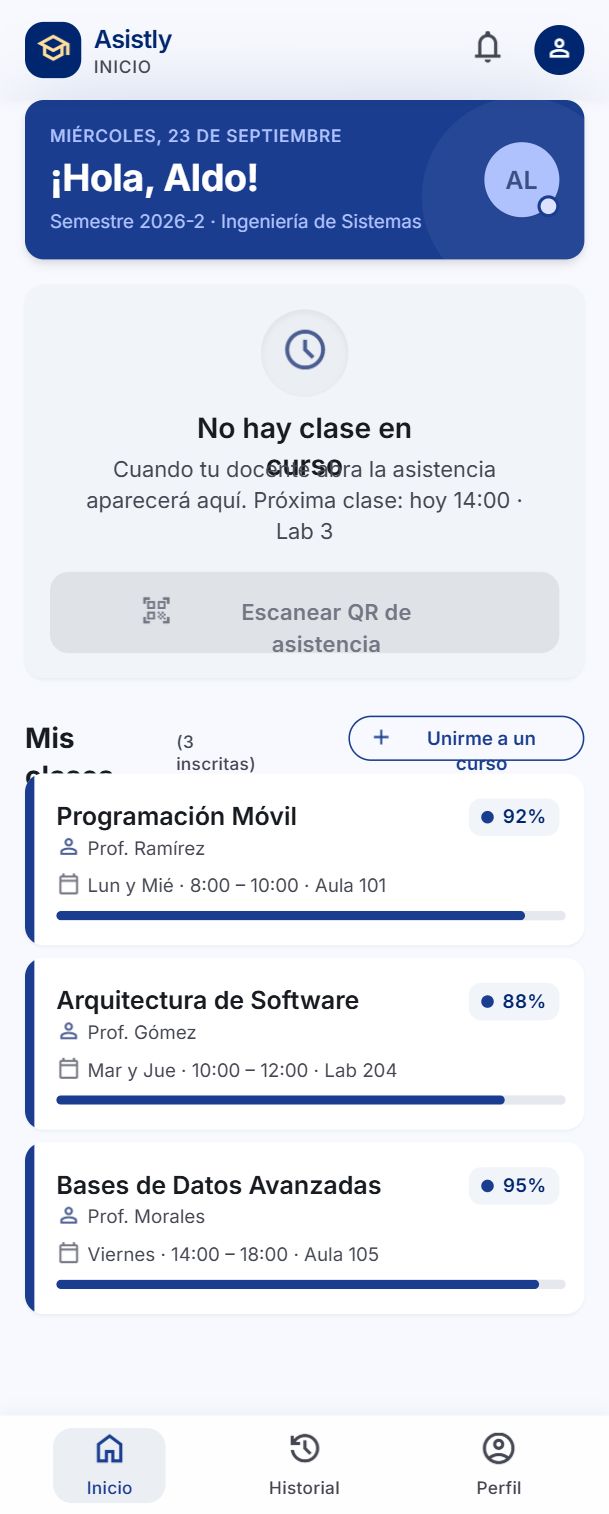 Asistly
INICIO
MIÉRCOLES, 23 DE SEPTIEMBRE
¡Hola, Aldo!
AL
Semestre 2026-2 · Ingeniería de Sistemas
No hay clase en
curso
Cuando tu docente abra la asistencia
aparecerá aquí. Próxima clase: hoy 14:00 ·
Lab 3
Escanear QR de
asistencia
Mis
clases
(3
inscritas)
Unirme a un
curso
Programación Móvil
92%
Prof. Ramírez
Lun y Mié · 8:00 – 10:00 · Aula 101
Arquitectura de Software
88%
Prof. Gómez
Mar y Jue · 10:00 – 12:00 · Lab 204
Bases de Datos Avanzadas
95%
Prof. Morales
Viernes · 14:00 – 18:00 · Aula 105
Inicio
Historial
Perfil